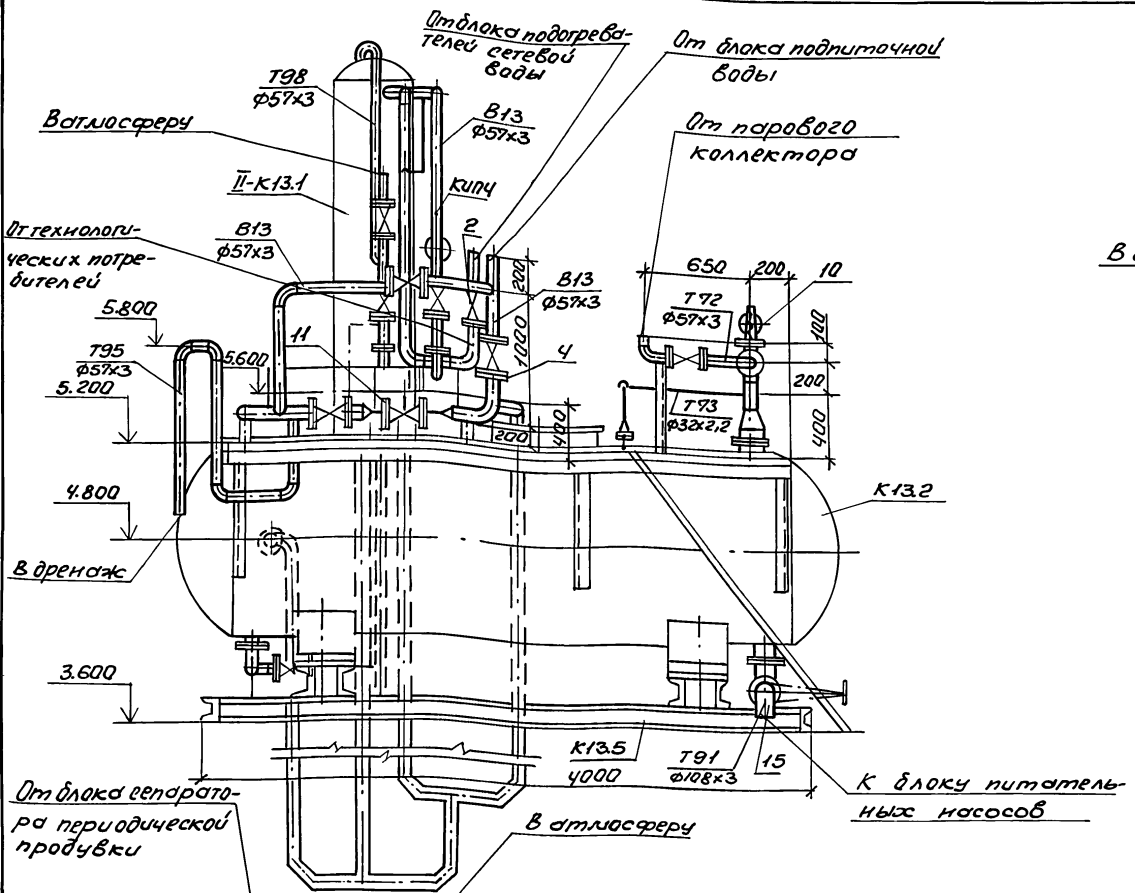 От блока подогрева-
телей сетевой
воды
От блока подпиточной
воды
Т98
Ф57х3
В13
Ф57х3
В атмосферу
От парового
коллектора
II-К13.1
КИПЧ
От технологи-
ческих потре-
бителей
В13
Ф57х3
2
В13
Ф57х3
200
1000
4
650
200
10
Т72
Ф57х3
100
200
400
Т73
Ф32х2,2
5.800
Т95
Ф57х3
11
5.600
5.200
200
400
4.800
К13.2
В дренаж
3.600
К13.5
4000
Т91
Ф108х3
15
К блоку питатель-
ных насосов
От блока сепарато-
ра периодической
продувки
В атмосферу